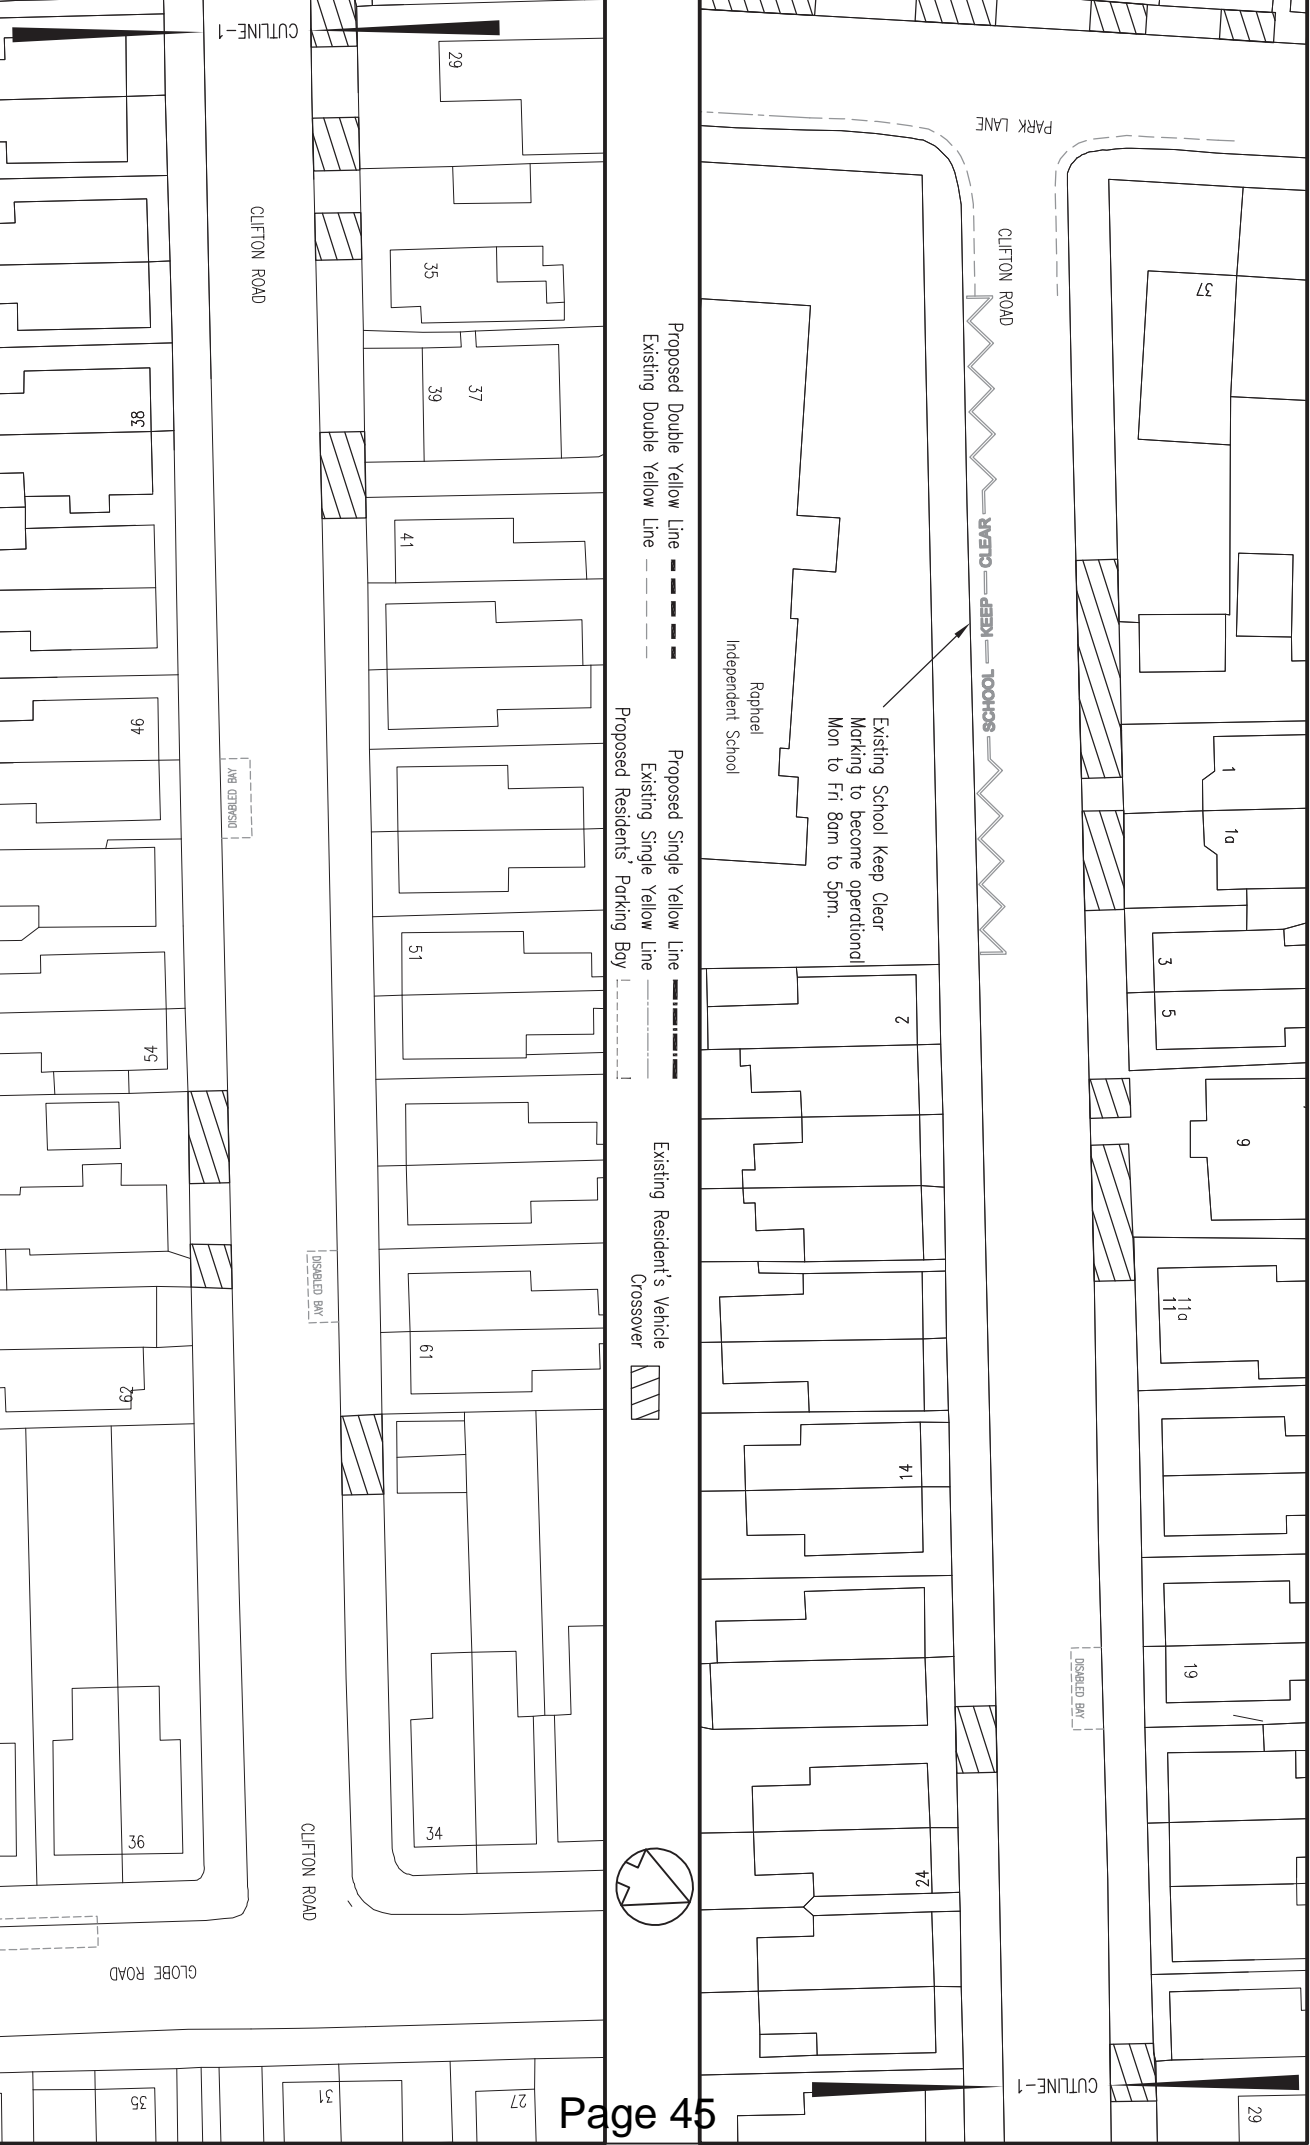 PARK LANE
CLIFTON ROAD
37
SCHOOL KEEP CLEAR
Existing School Keep Clear
Marking to become operational
Mon to Fri 8am to 5pm.
Raphael
Independent School
1
1a
3
5
9
11a
11
19
29
2
14
24
DISABLED BAY
CUTLINE-1
Proposed Double Yellow Line
Existing Double Yellow Line
Proposed Single Yellow Line
Existing Single Yellow Line
Proposed Residents' Parking Bay
Existing Resident's Vehicle
Crossover
CUTLINE-1
CLIFTON ROAD
29
35
37
39
41
51
61
34
38
46
54
62
36
DISABLED BAY
DISABLED BAY
CLIFTON ROAD
GLOBE ROAD
35
31
27
Page 45